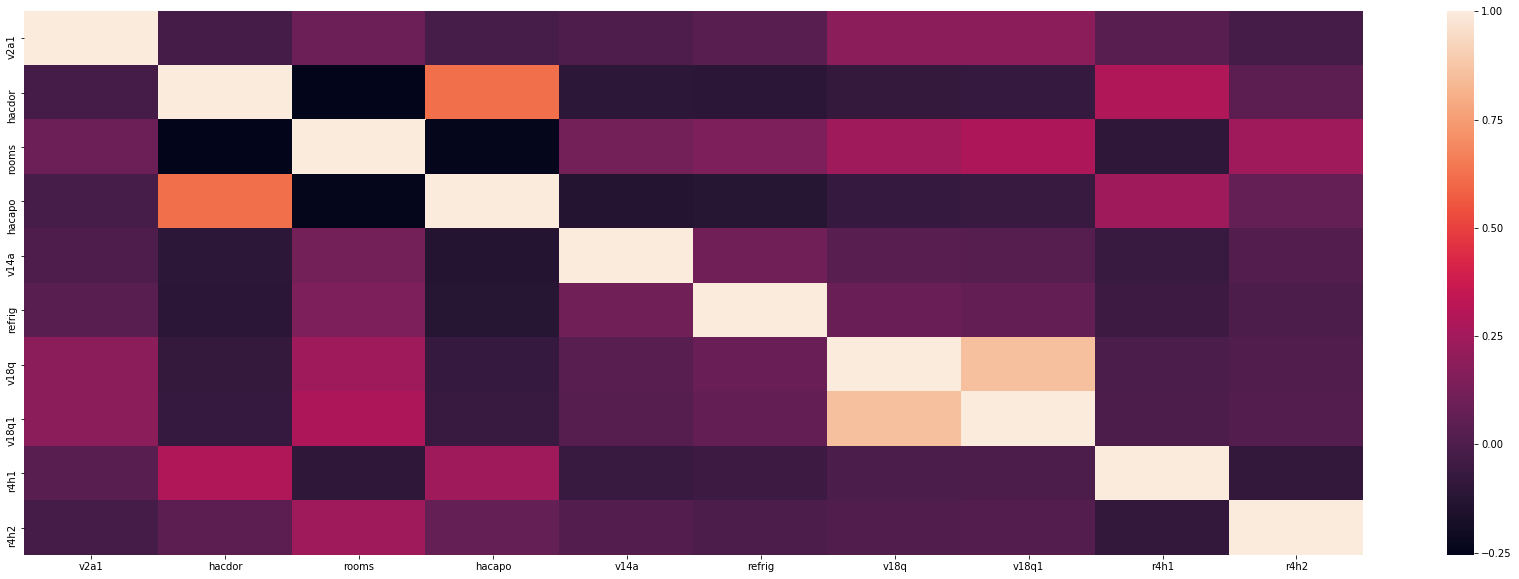 v2a1
hacdor
rooms
hacapo
v14a
refrig
v18q
v18q1
r4h1
r4h2
v2a1 hacdor rooms hacapo v14a refrig v18q v18q1 r4h1 r4h2
1.00
0.75
0.50
0.25
0.00
−0.25